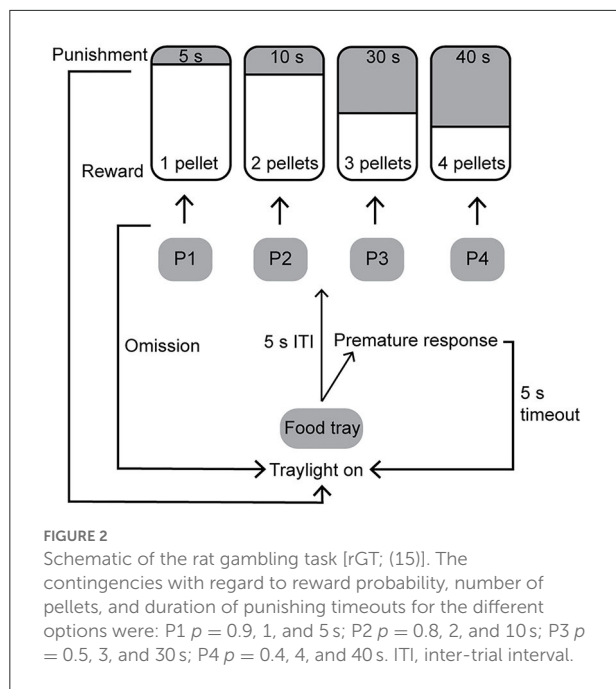 Punishment
5 s
10 s
30 s
40 s
Reward
1 pellet
2 pellets
3 pellets
4 pellets
P1
P2
P3
P4
Omission
5 s ITI
Premature response
5 s
timeout
Food tray
Traylight on
FIGURE 2
Schematic of the rat gambling task [rGT; (15)]. The
contingencies with regard to reward probability, number of
pellets, and duration of punishing timeouts for the different
options were: P1 p = 0.9, 1, and 5 s; P2 p = 0.8, 2, and 10 s; P3 p
= 0.5, 3, and 30 s; P4 p = 0.4, 4, and 40 s. ITI, inter-trial interval.